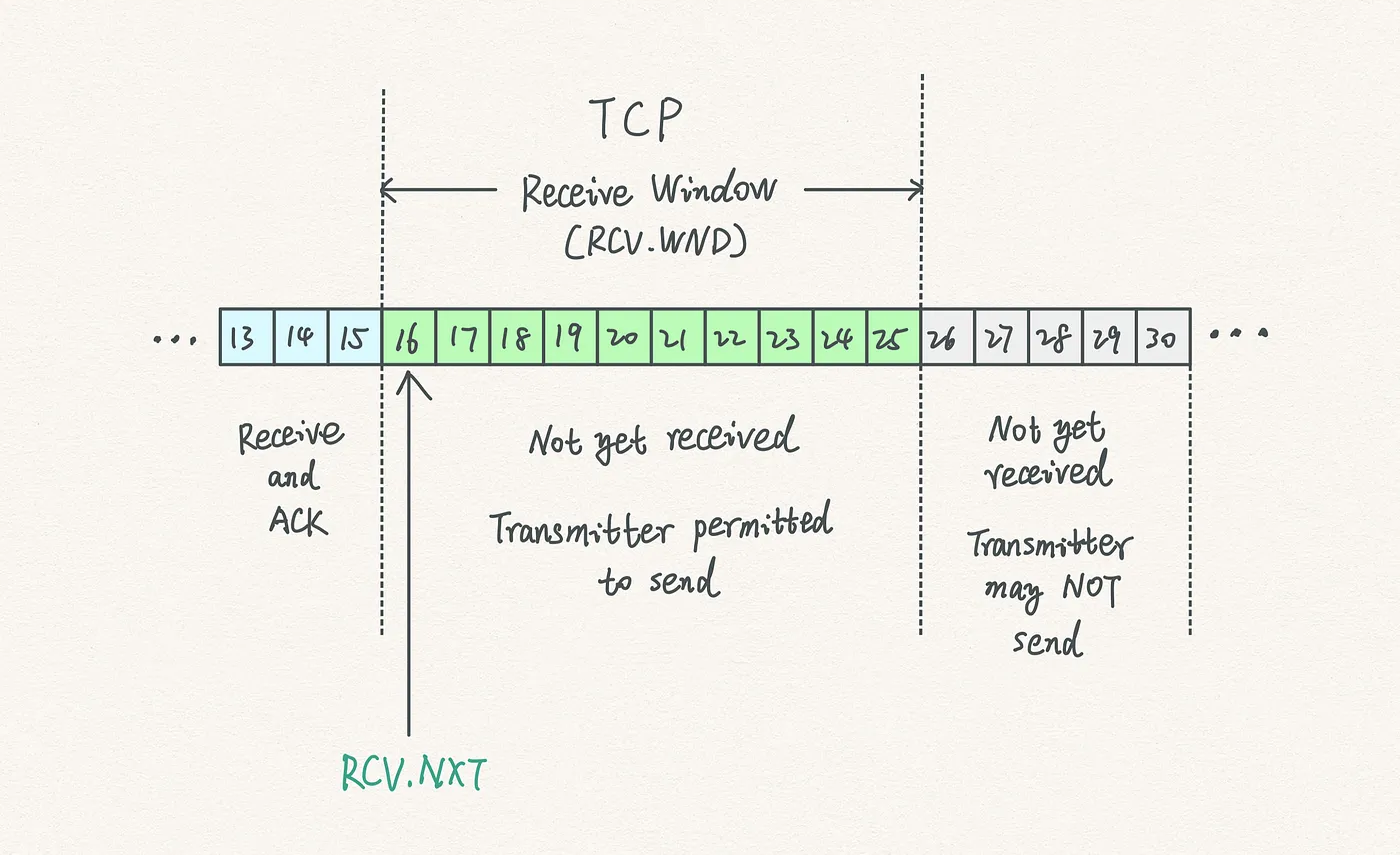 TCP
Receive Window
(RCV.WND)
... 13 14 15 16 17 18 19 20 21 22 23 24 25 26 27 28 29 30 ...
Receive
and
ACK
Not yet received
Transmitter permitted
to send
Not yet
received
Transmitter
may NOT
send
RCV.NXT